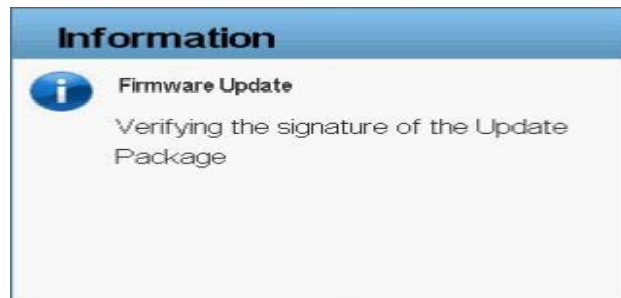 Information
Firmware Update
Verifying the signature of the Update
Package